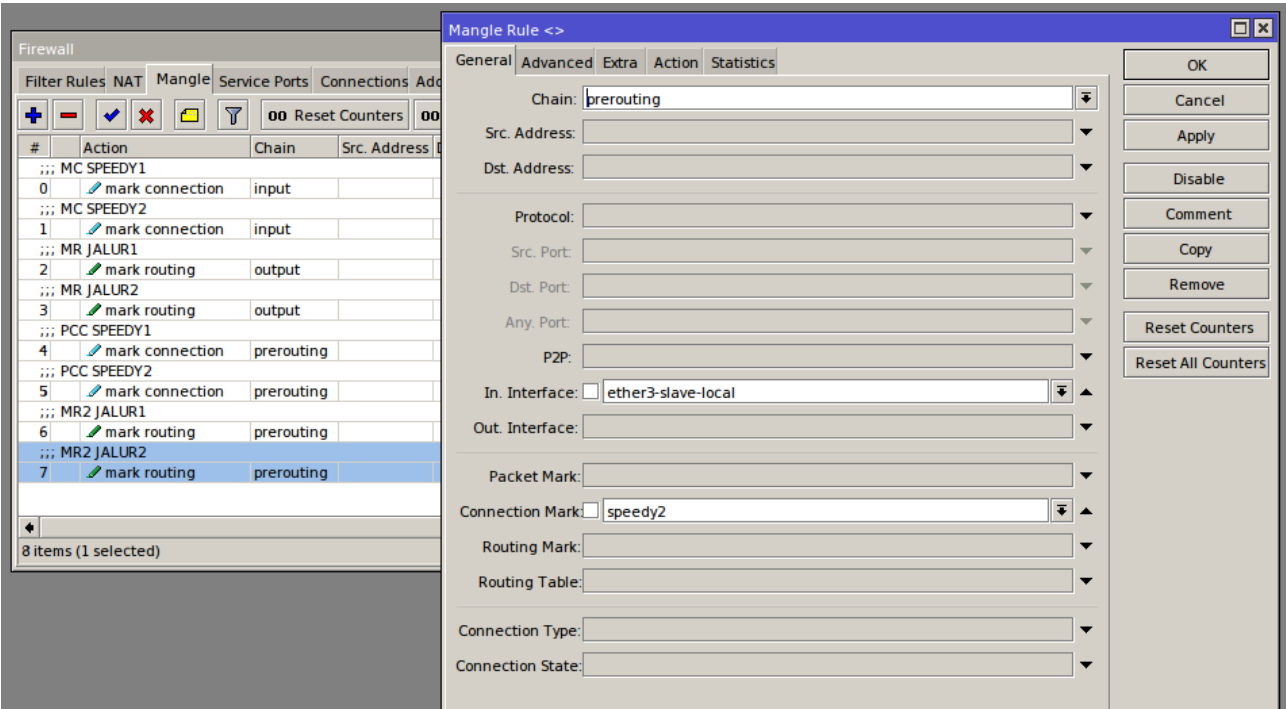 Firewall
Filter Rules NAT Mangle Service Ports Connections Add
00 Reset Counters 00
# Action Chain Src. Address D
;;; MC SPEEDY1
0 mark connection input
;;; MC SPEEDY2
1 mark connection input
;;; MR JALUR1
2 mark routing output
;;; MR JALUR2
3 mark routing output
;;; PCC SPEEDY1
4 mark connection prerouting
;;; PCC SPEEDY2
5 mark connection prerouting
;;; MR2 JALUR1
6 mark routing prerouting
;;; MR2 JALUR2
7 mark routing prerouting
8 items (1 selected)
Mangle Rule <>
General Advanced Extra Action Statistics
Chain: prerouting
Src. Address:
Dst. Address:
Protocol:
Src. Port:
Dst. Port:
Any. Port:
P2P:
In. Interface: ether3-slave-local
Out. Interface:
Packet Mark:
Connection Mark: speedy2
Routing Mark:
Routing Table:
Connection Type:
Connection State:
OK
Cancel
Apply
Disable
Comment
Copy
Remove
Reset Counters
Reset All Counters